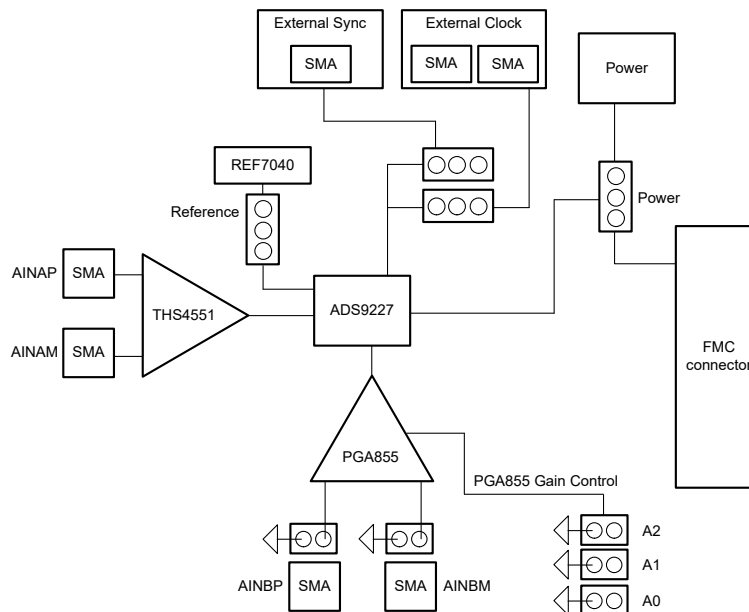 External Sync
External Clock
SMA
SMA
SMA
Power
REF7040
Reference
Power
AINAP
SMA
THS4551
ADS9227
AINAM
SMA
FMC
connector
PGA855
PGA855 Gain Control
A2
A1
A0
AINBP
SMA
SMA
AINBM